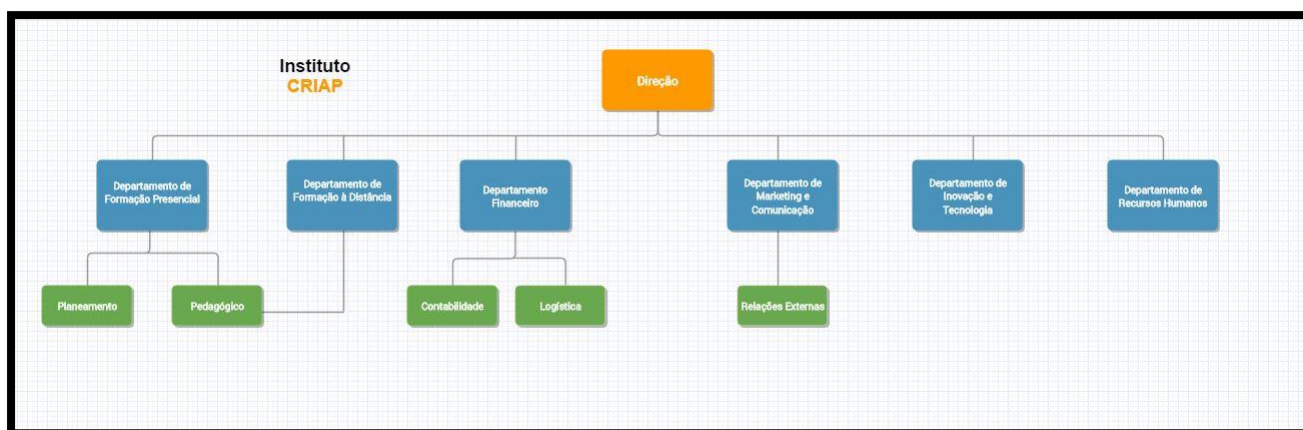 Instituto
CRIAP
Direção
Departamento de
Formação Presencial
Departamento de
Formação à Distância
Departamento
Financeiro
Departamento de
Marketing e
Comunicação
Departamento de
Inovação e
Tecnologia
Departamento de
Recursos Humanos
Planeamento
Pedagógico
Contabilidade
Logística
Relações Externas